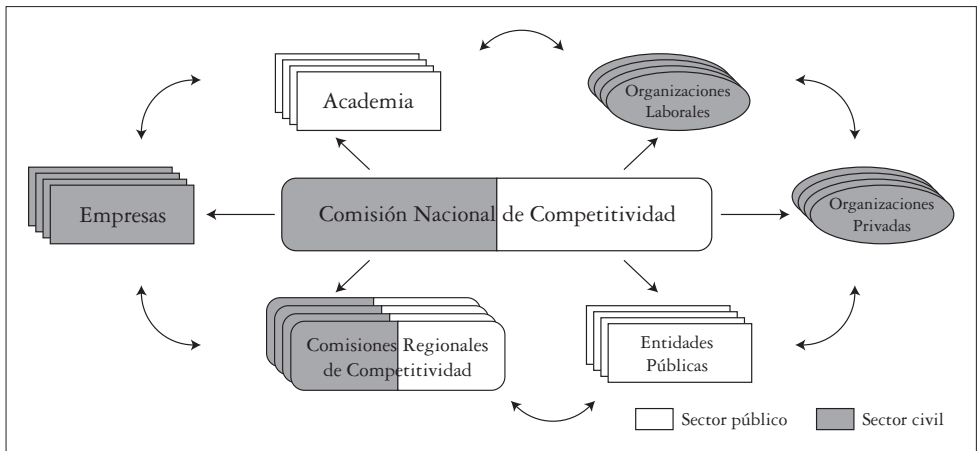 Academia
Organizaciones
Laborales
Empresas
Comisión Nacional de Competitividad
Organizaciones
Privadas
Comisiones Regionales
de Competitividad
Entidades
Públicas
Sector público
Sector civil